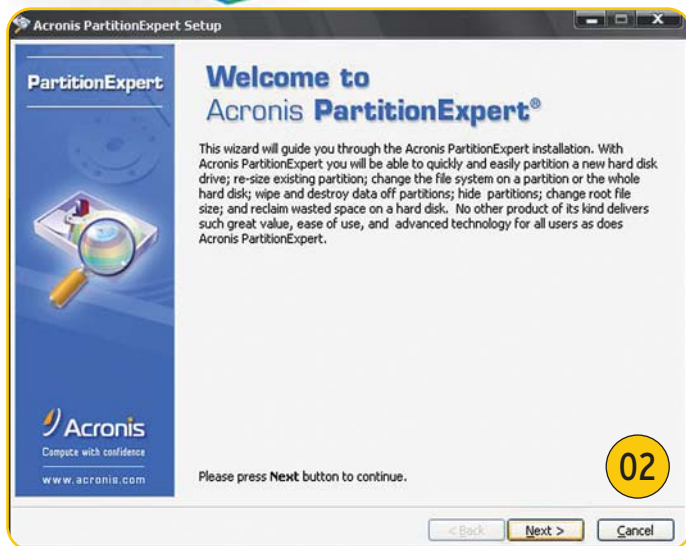 Acronis PartitionExpert Setup
PartitionExpert
Welcome to
Acronis PartitionExpert®
This wizard will guide you through the Acronis PartitionExpert installation. With
Acronis PartitionExpert you will be able to quickly and easily partition a new hard disk
drive; re-size existing partition; change the file system on a partition or the whole
hard disk; wipe and destroy data off partitions; hide partitions; change root file
size; and reclaim wasted space on a hard disk. No other product of its kind delivers
such great value, ease of use, and advanced technology for all users as does
Acronis PartitionExpert.
Acronis
Compute with confidence
www.acronis.com
Please press Next button to continue.
02
< Back
Next >
Cancel